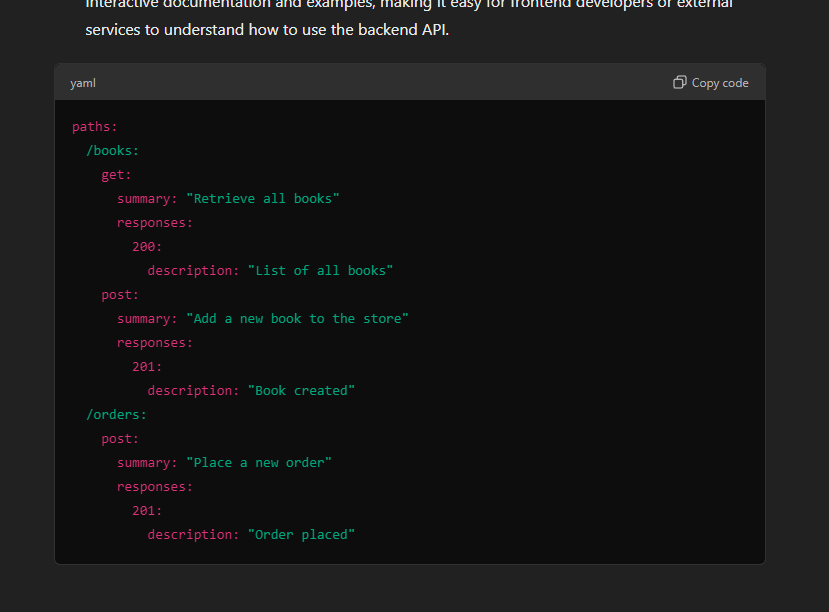 interactive documentation and examples, making it easy for frontend developers or external
services to understand how to use the backend API.
yaml
Copy code
paths:
  /books:
    get:
      summary: "Retrieve all books"
      responses:
        200:
          description: "List of all books"
    post:
      summary: "Add a new book to the store"
      responses:
        201:
          description: "Book created"
  /orders:
    post:
      summary: "Place a new order"
      responses:
        201:
          description: "Order placed"